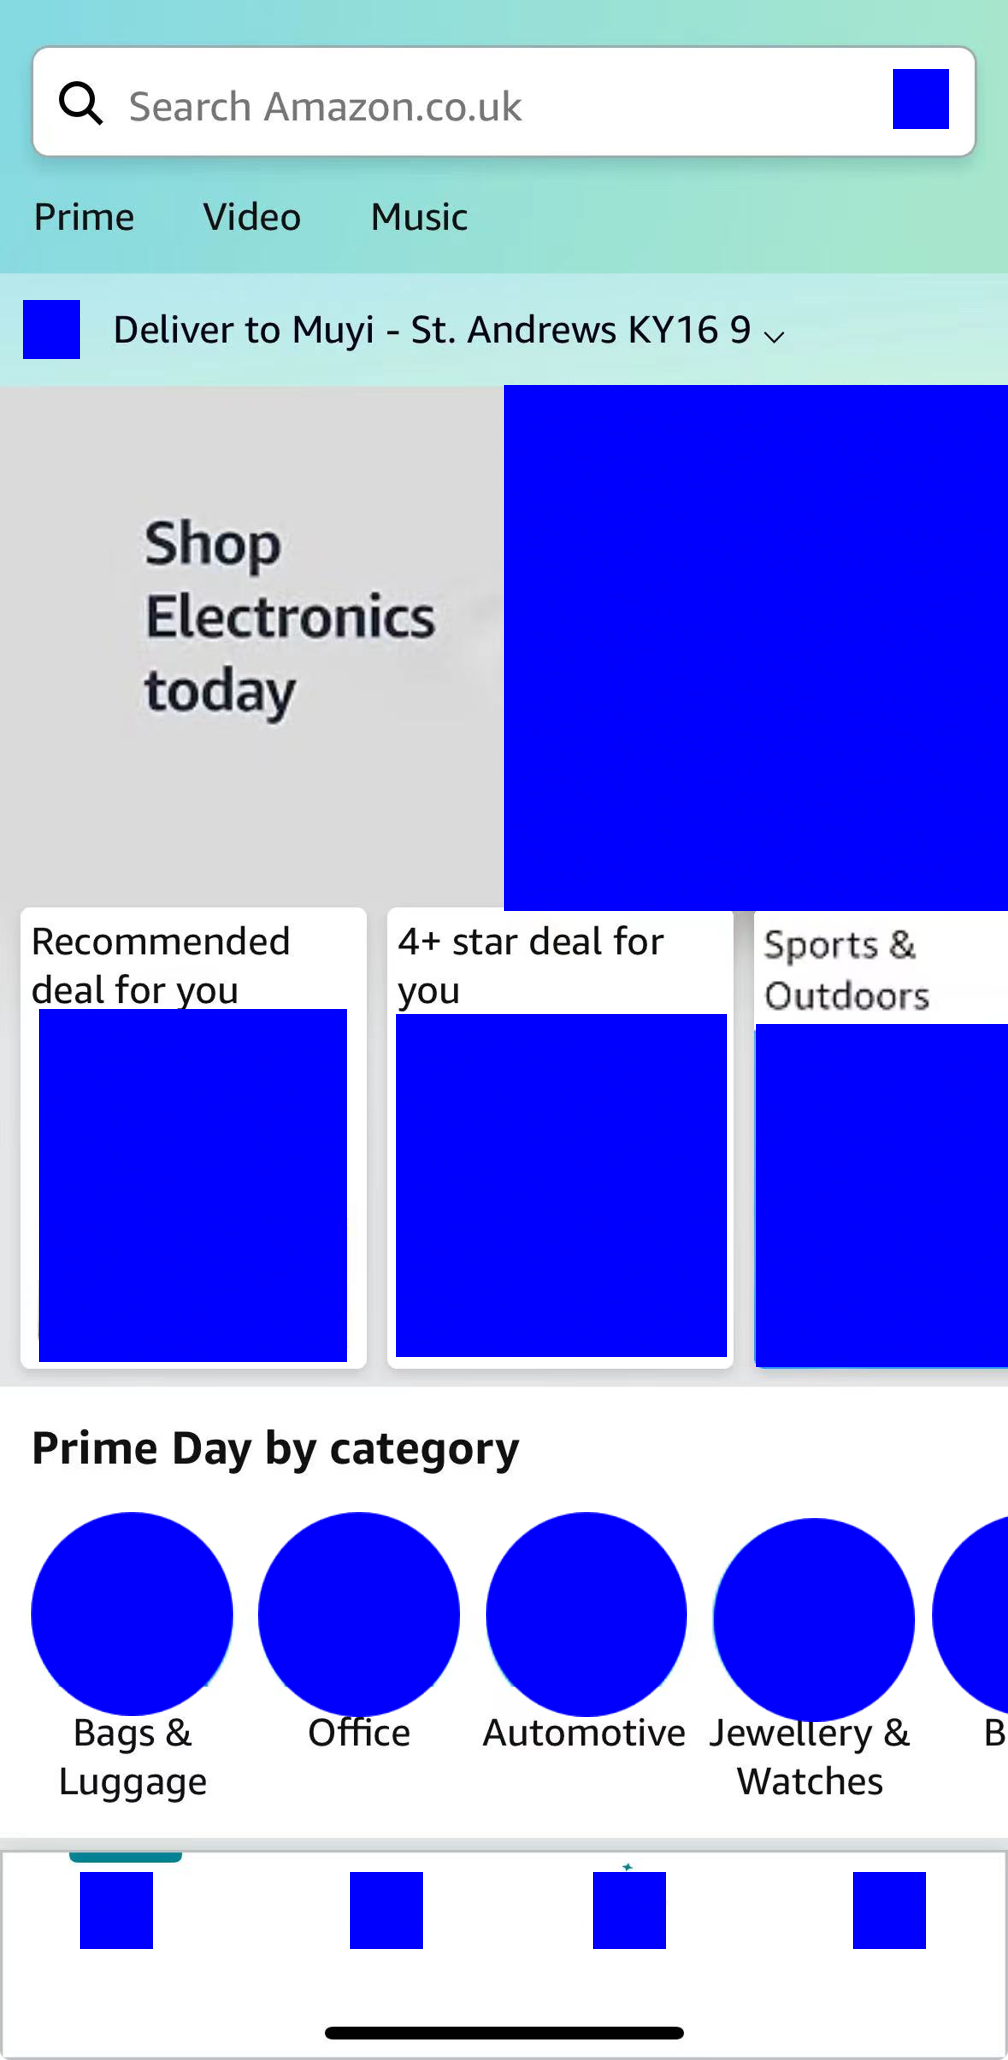 Search Amazon.co.uk
Prime Video Music
Deliver to Muyi - St. Andrews KY16 9
Shop
Electronics
today
Recommended
deal for you
4+ star deal for
you
Sports &
Outdoors
Prime Day by category
Bags &
Luggage
Office
Automotive
Jewellery &
Watches